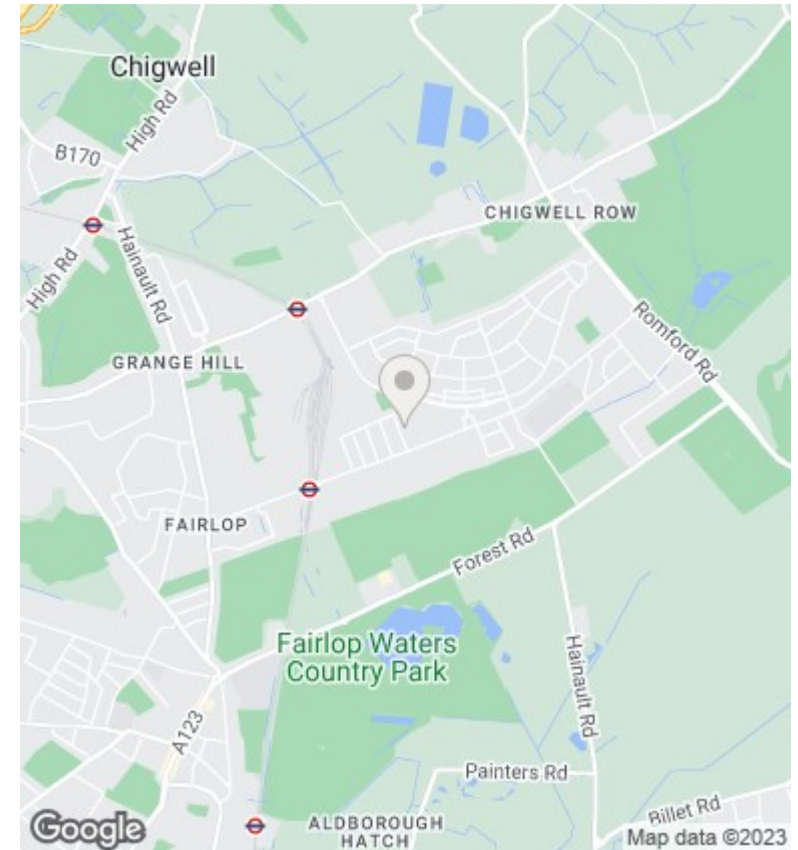 Chigwell
High Rd
B170
CHIGWELL ROW
Hainault Rd
High Rd
Romford Rd
GRANGE HILL
FAIRLOP
Forest Rd
Fairlop Waters
Country Park
Hainault Rd
A123
Painters Rd
Billet Rd
ALDBOROUGH
HATCH
Google
Map data ©2023